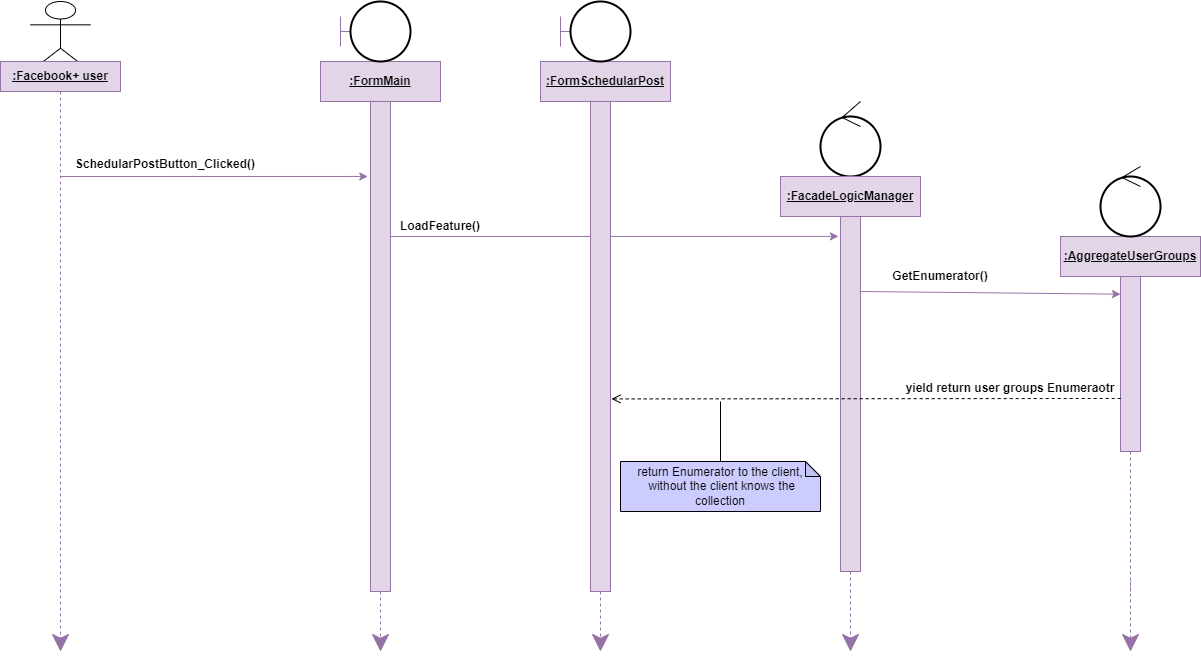 :Facebook+ user
:FormMain
:FormSchedularPost
SchedularPostButton_Clicked()
:FacadeLogicManager
LoadFeature()
:AggregateUserGroups
GetEnumerator()
yield return user groups Enumeraotr
return Enumerator to the client,
without the client knows the
collection